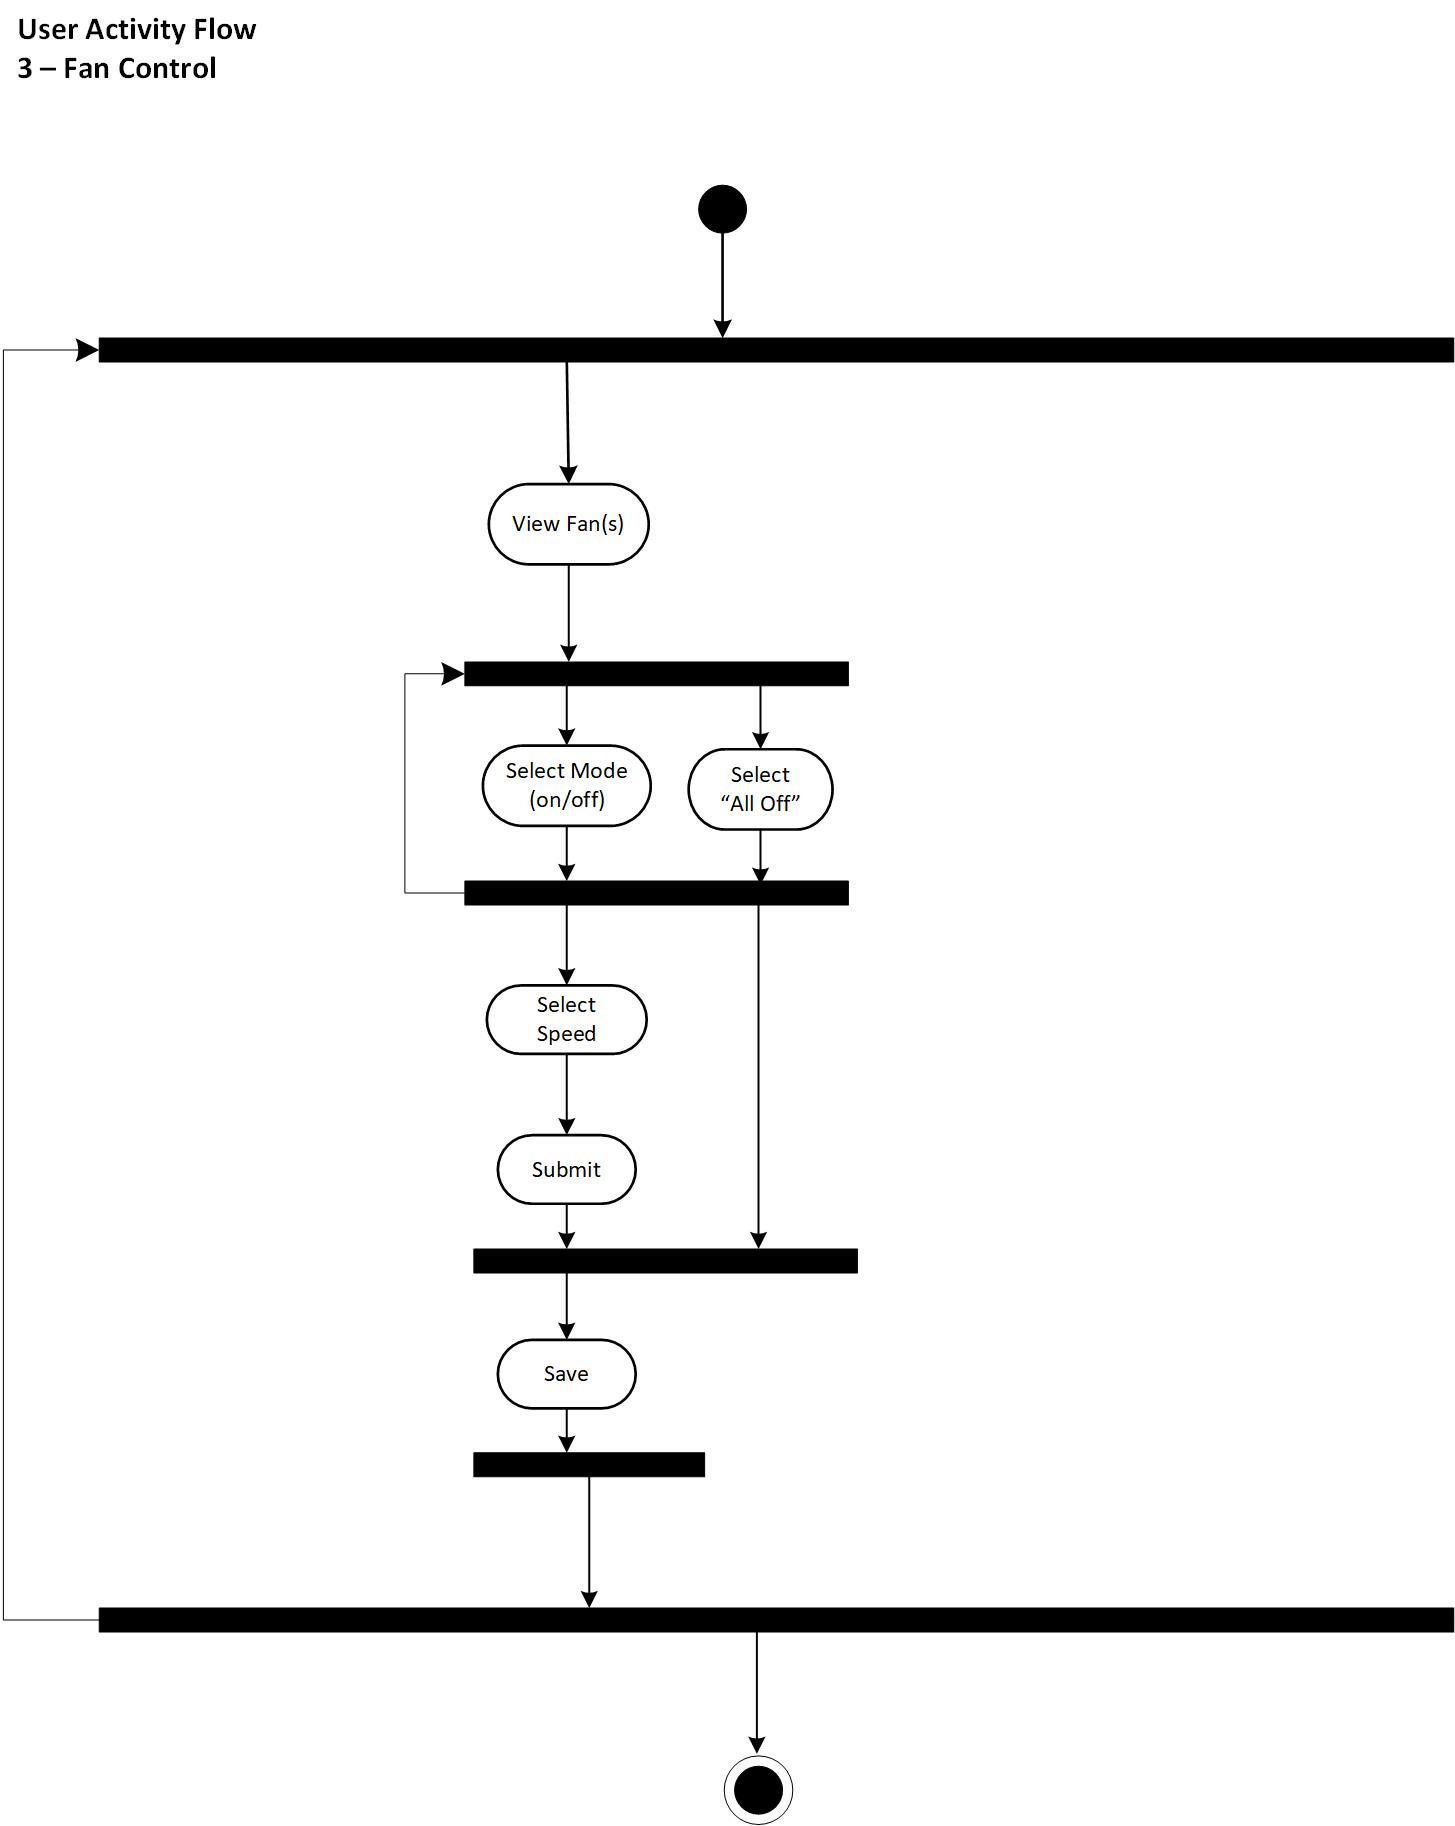 User Activity Flow
3 – Fan Control
View Fan(s)
Select Mode
(on/off)
Select
“All Off”
Select
Speed
Submit
Save